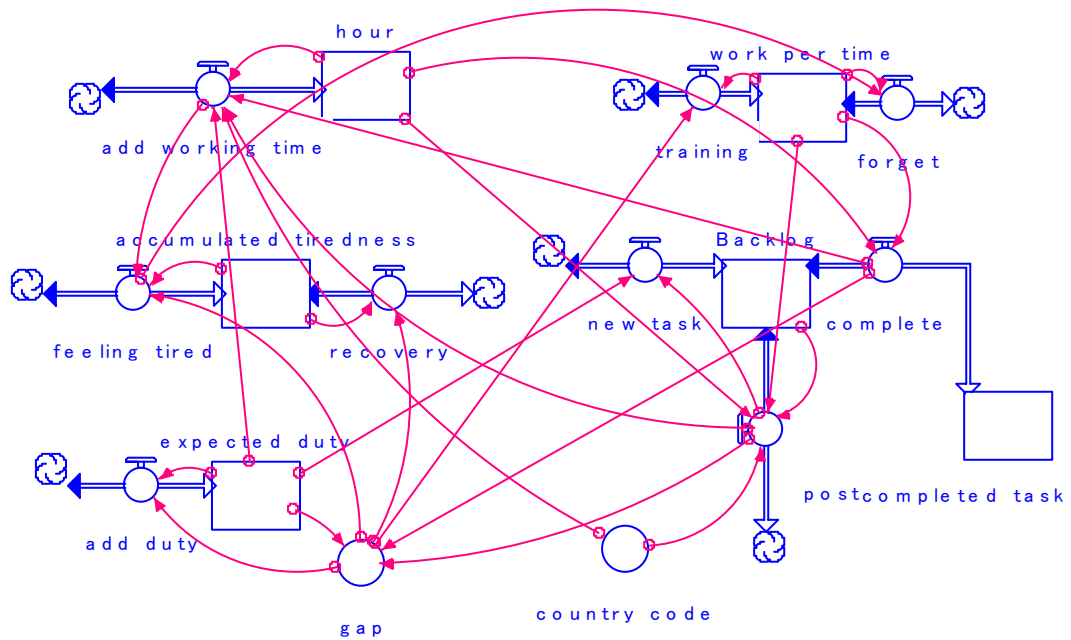 hour
work per time
add working time
training
forget
accumulated tiredness
Backlog
new task
complete
feeling tired
recovery
expected duty
post
completed task
add duty
country code
gap